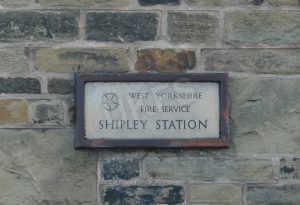 WEST YORKSHIRE
FIRE SERVICE
SHIPLEY STATION